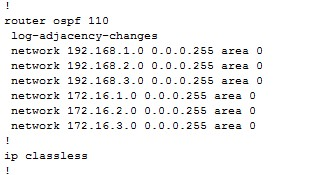 !
router ospf 110
 log-adjacency-changes
 network 192.168.1.0 0.0.0.255 area 0
 network 192.168.2.0 0.0.0.255 area 0
 network 192.168.3.0 0.0.0.255 area 0
 network 172.16.1.0 0.0.0.255 area 0
 network 172.16.2.0 0.0.0.255 area 0
 network 172.16.3.0 0.0.0.255 area 0
!
ip classless
!